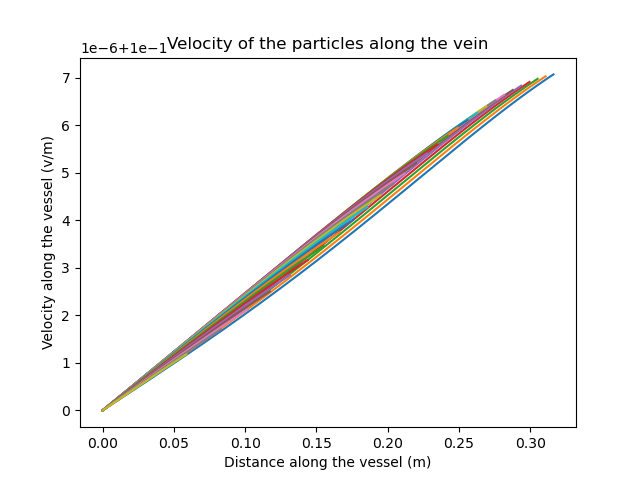 1e−6+1e−1 Velocity of the particles along the vein
7
6
5
4
3
2
1
0
Velocity along the vessel (v/m)
0.00 0.05 0.10 0.15 0.20 0.25 0.30
Distance along the vessel (m)